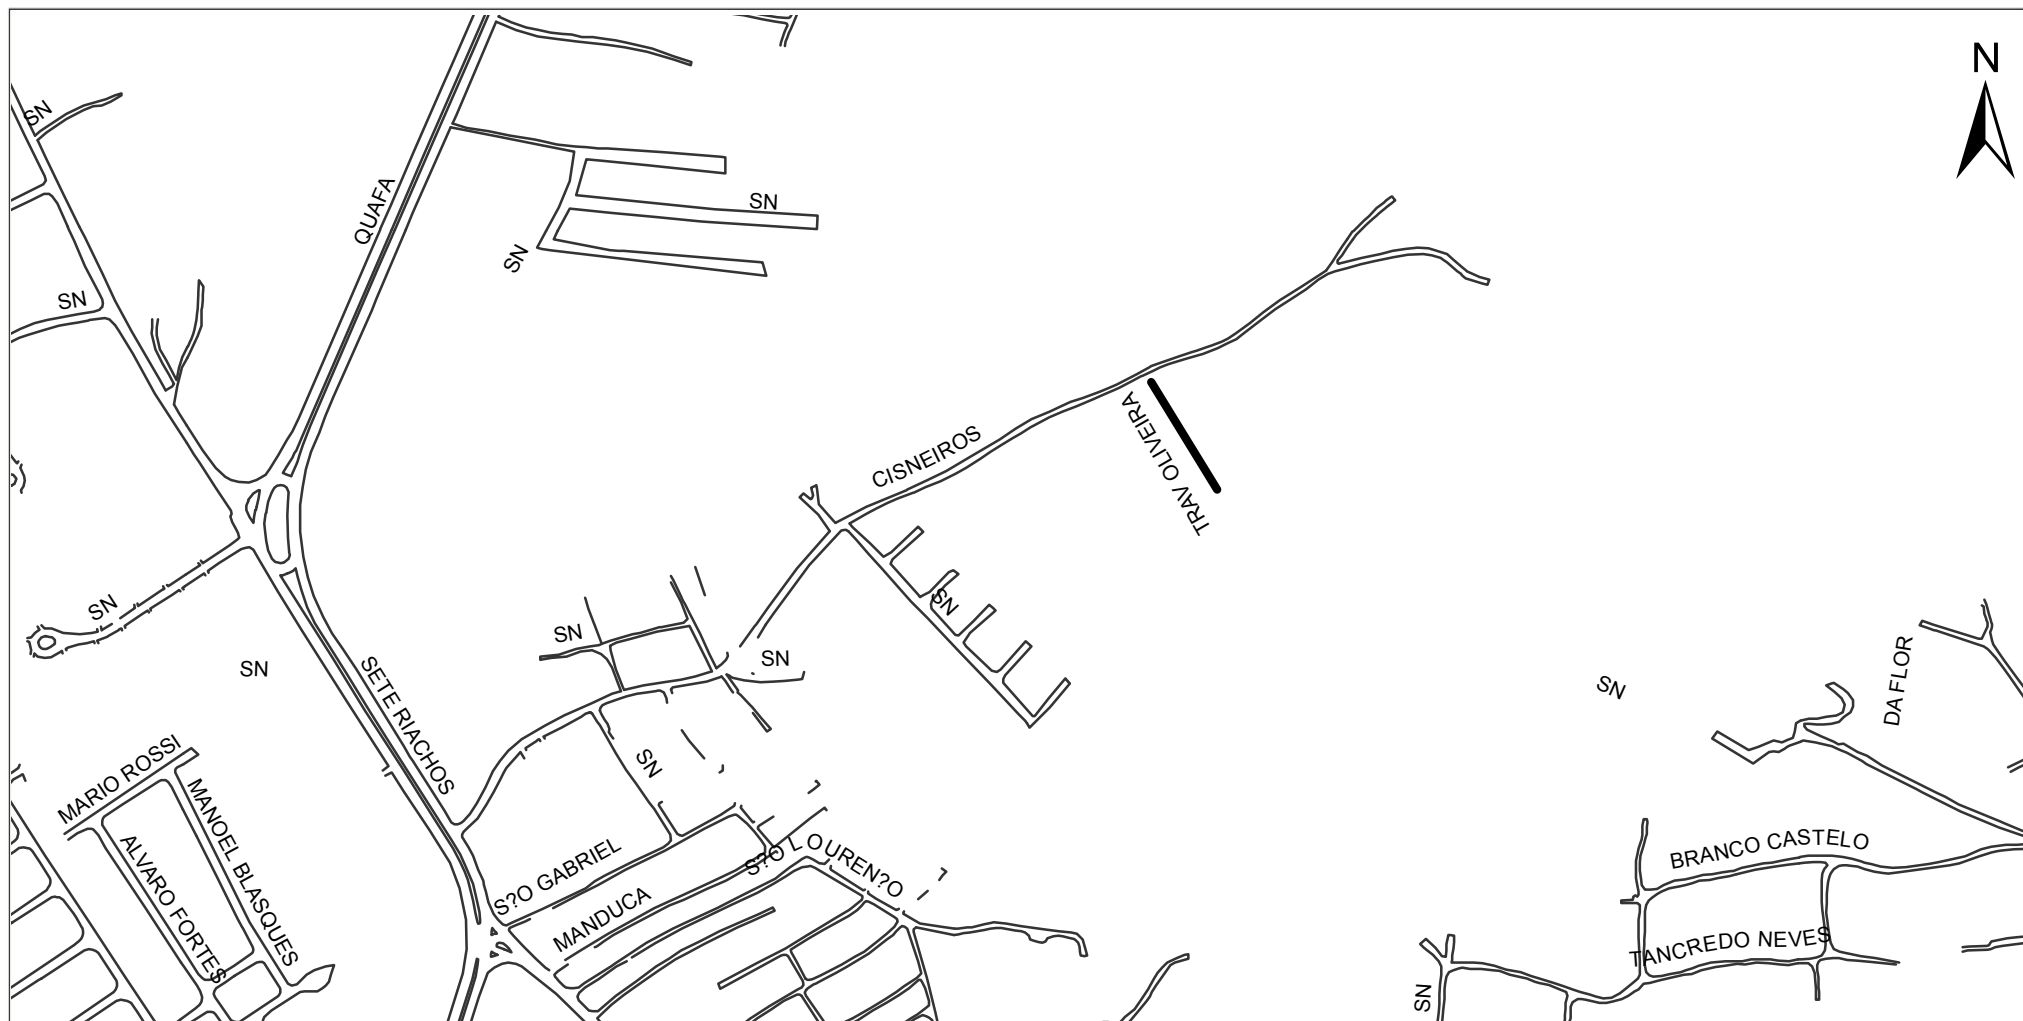 N
SN
QUAFA
SN
SN
SN
CISNEIROS
TRAV OLIVEIRA
SN
SN
SN
SN
SN
SETE RIACHOS
SN
DA FLOR
MARIO ROSSI
MANOEL BLASQUES
ALVARO FORTES
SN
S?O GABRIEL
MANDUCA
S?O LOUREN?O
BRANCO CASTELO
TANCREDO NEVES
SN